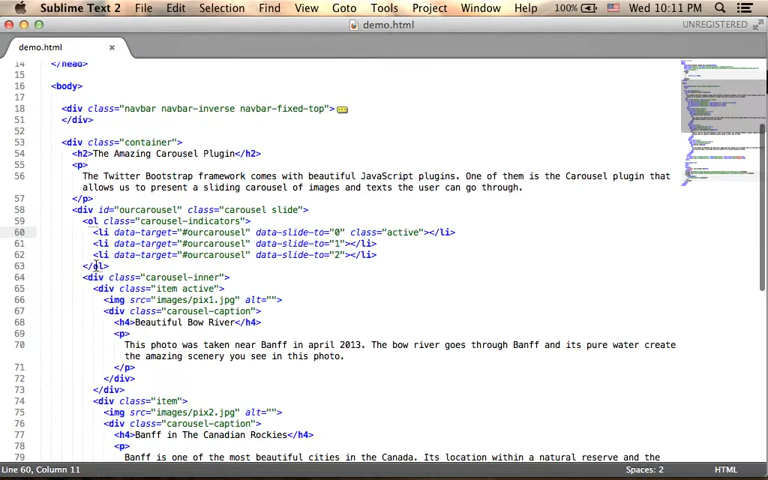 Sublime Text 2 File Edit Selection Find View Goto Tools Project Window Help 100% Wed 10:11 PM
demo.html UNREGISTERED
demo.html ×
14 </head>
15
16 <body>
17
18 <div class="navbar navbar-inverse navbar-fixed-top">
51 </div>
52
53 <div class="container">
54 <h2>The Amazing Carousel Plugin</h2>
55 <p>
56 The Twitter Bootstrap framework comes with beautiful JavaScript plugins. One of them is the Carousel plugin that
allows us to present a sliding carousel of images and texts the user can go through.
57 </p>
58 <div id="ourcarousel" class="carousel slide">
59 <ol class="carousel-indicators">
60 <li data-target="#ourcarousel" data-slide-to="0" class="active"></li>
61 <li data-target="#ourcarousel" data-slide-to="1"></li>
62 <li data-target="#ourcarousel" data-slide-to="2"></li>
63 </ol>
64 <div class="carousel-inner">
65 <div class="item active">
66 <img src="images/pix1.jpg" alt="">
67 <div class="carousel-caption">
68 <h4>Beautiful Bow River</h4>
69 <p>
70 This photo was taken near Banff in april 2013. The bow river goes through Banff and its pure water create
the amazing scenery you see in this photo.
71 </p>
72 </div>
73 </div>
74 <div class="item">
75 <img src="images/pix2.jpg" alt="">
76 <div class="carousel-caption">
77 <h4>Banff in The Canadian Rockies</h4>
78 <p>
79 Banff is one of the most beautiful cities in the Canada. Its location within a natural reserve and the
Line 60, Column 11 Spaces: 2 HTML